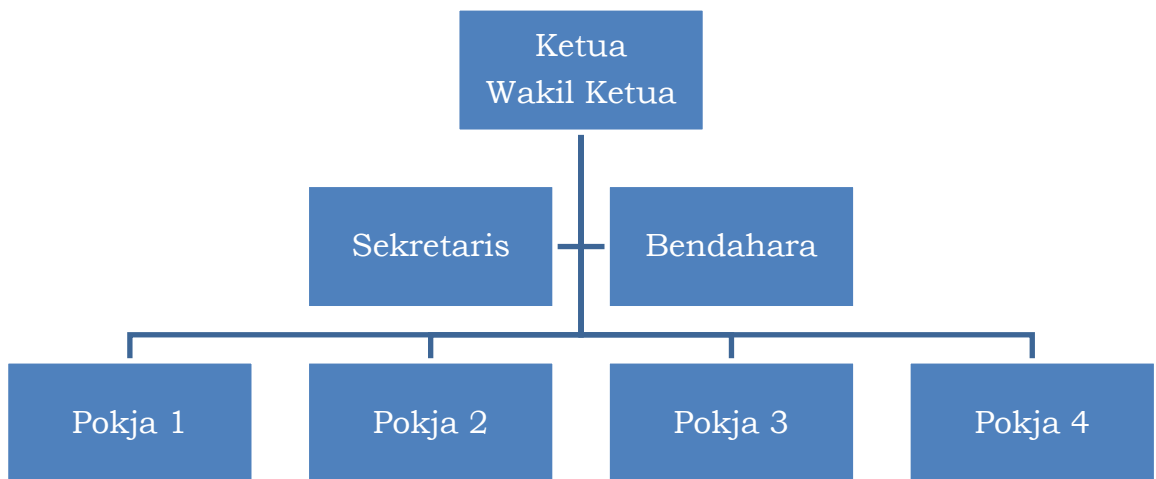 Ketua
Wakil Ketua
Sekretaris
Bendahara
Pokja 1
Pokja 2
Pokja 3
Pokja 4